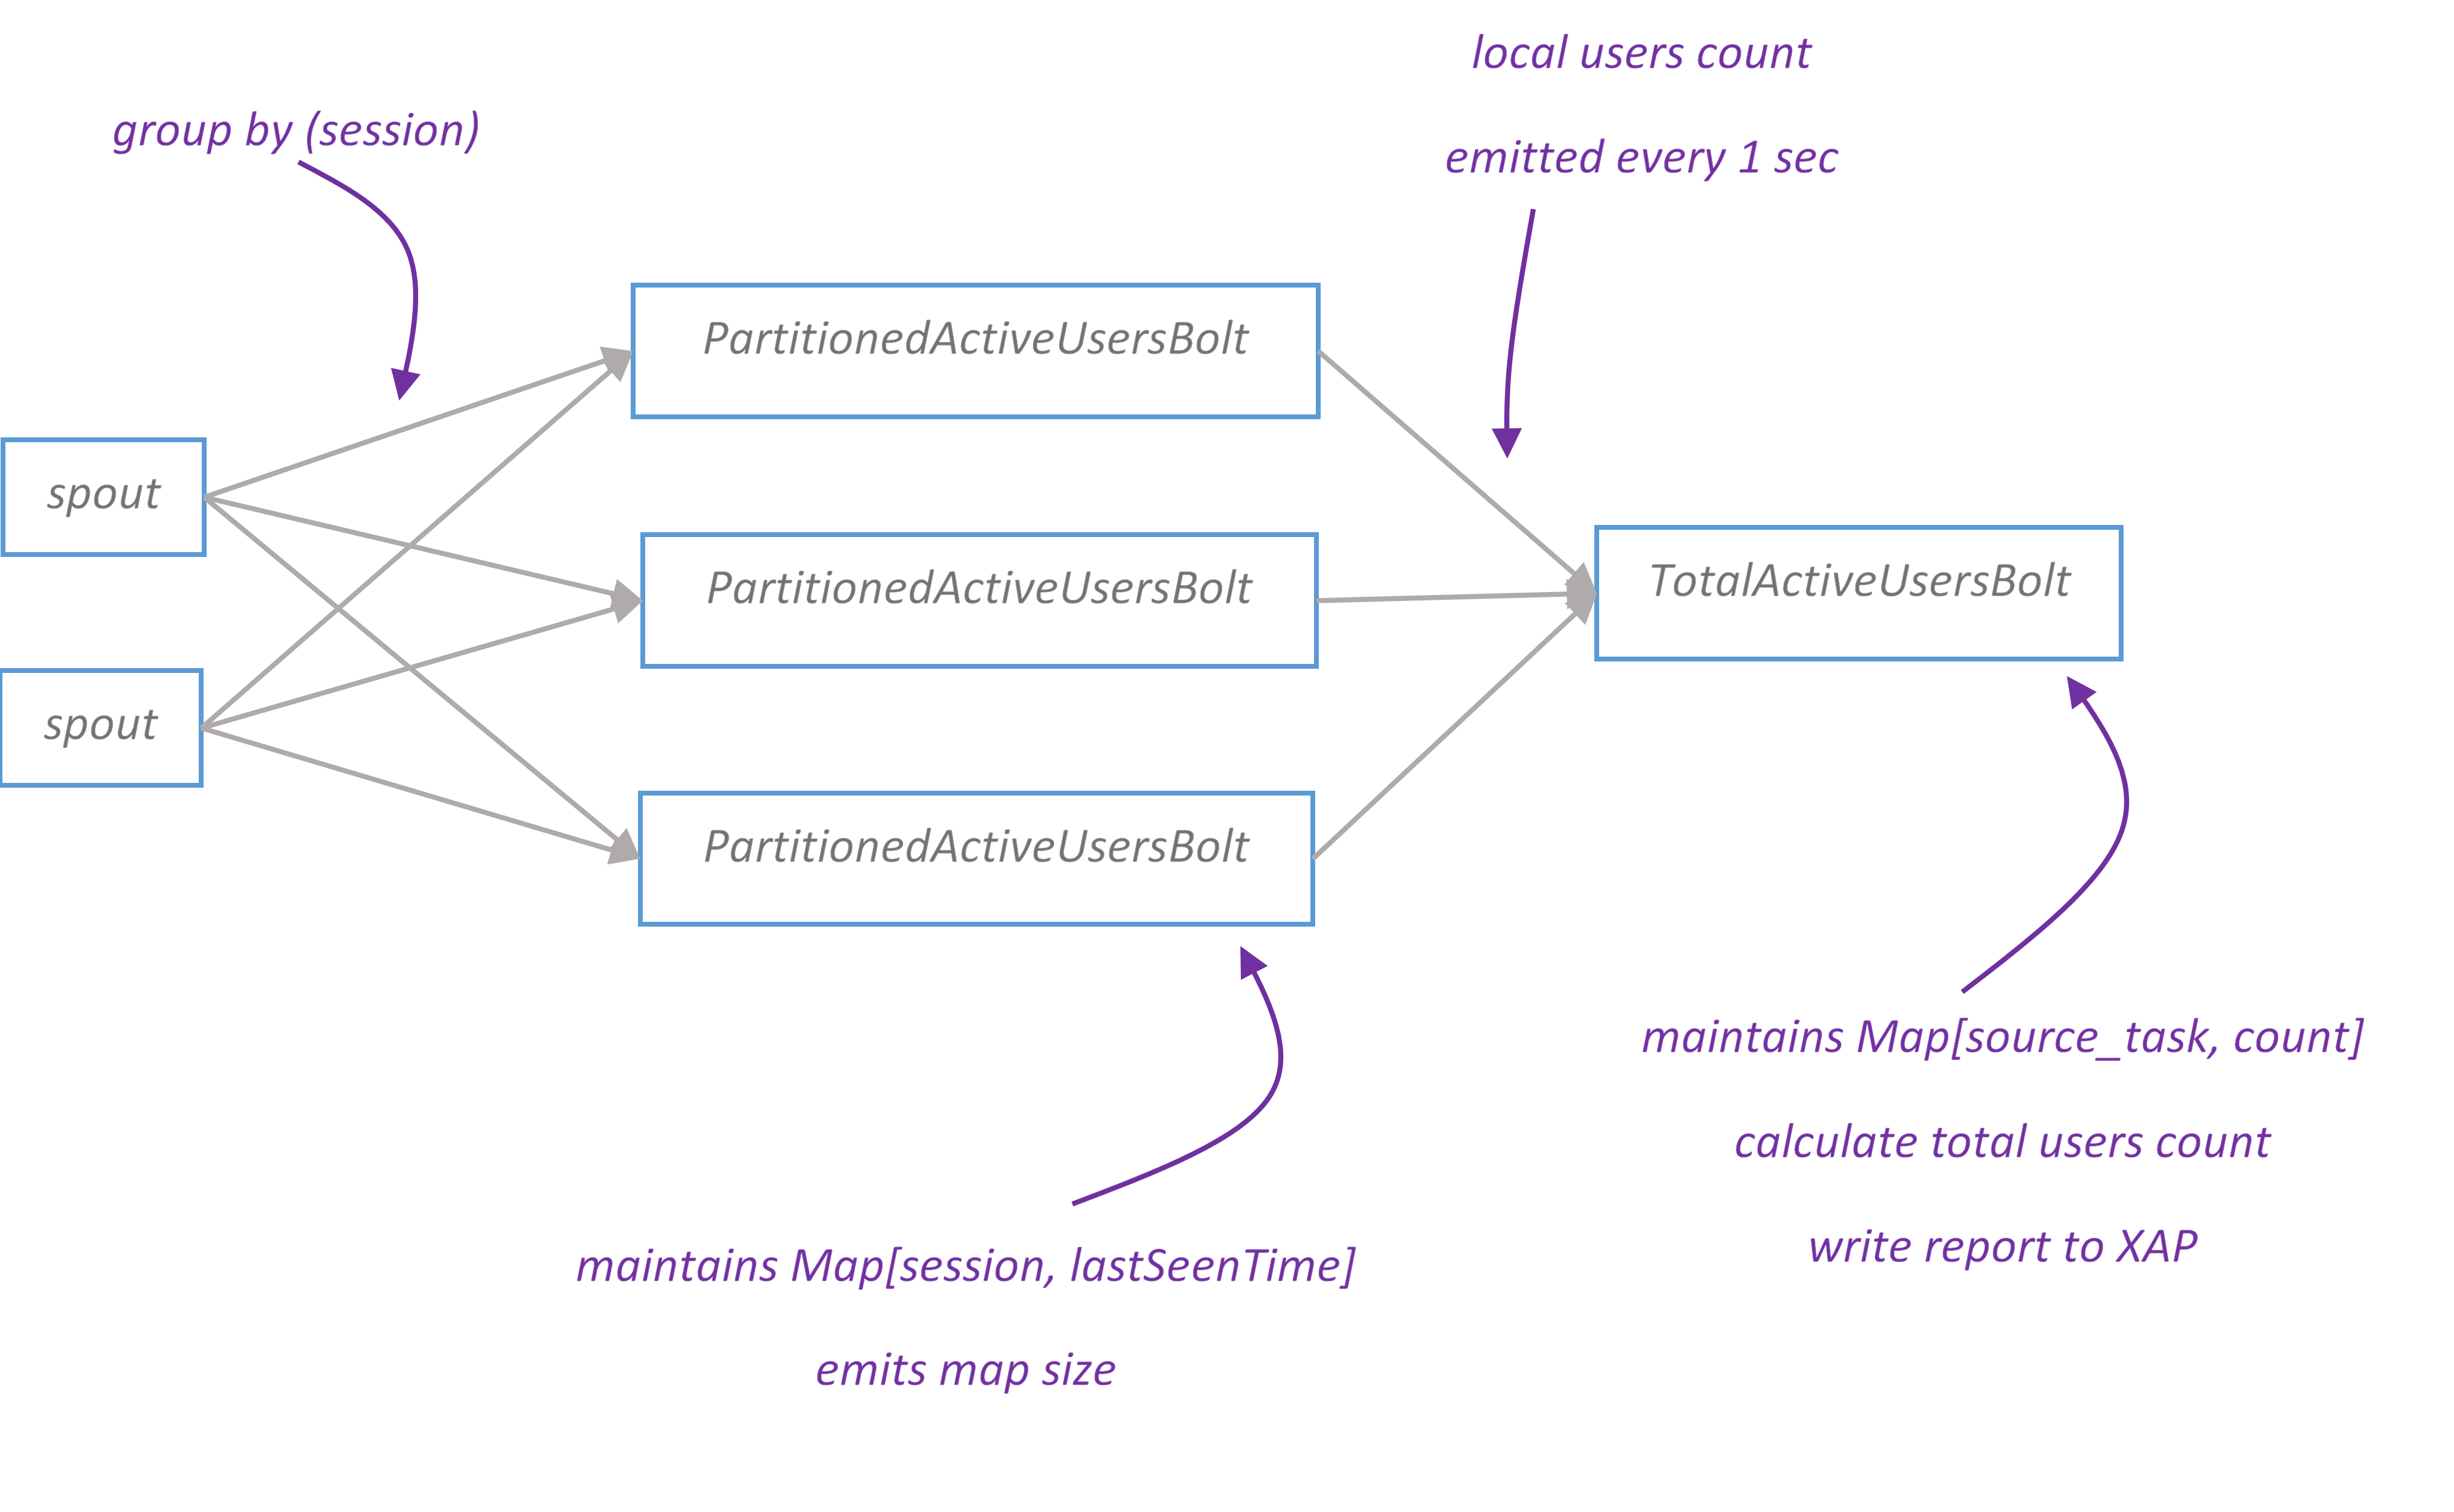 local users count
emitted every 1 sec
group by (session)
PartitionedActiveUsersBolt
spout
PartitionedActiveUsersBolt
TotalActiveUsersBolt
spout
PartitionedActiveUsersBolt
maintains Map[source_task, count]
calculate total users count
write report to XAP
maintains Map[session, lastSeenTime]
emits map size